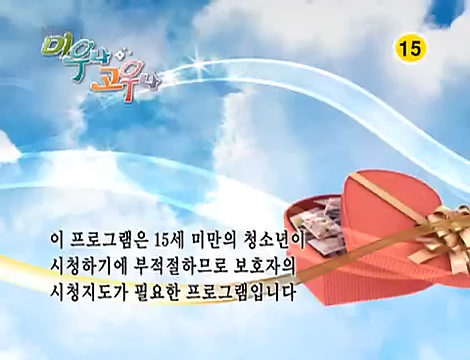 미우나 고우나
15
이 프로그램은 15세 미만의 청소년이
시청하기에 부적절하므로 보호자의
시청지도가 필요한 프로그램입니다